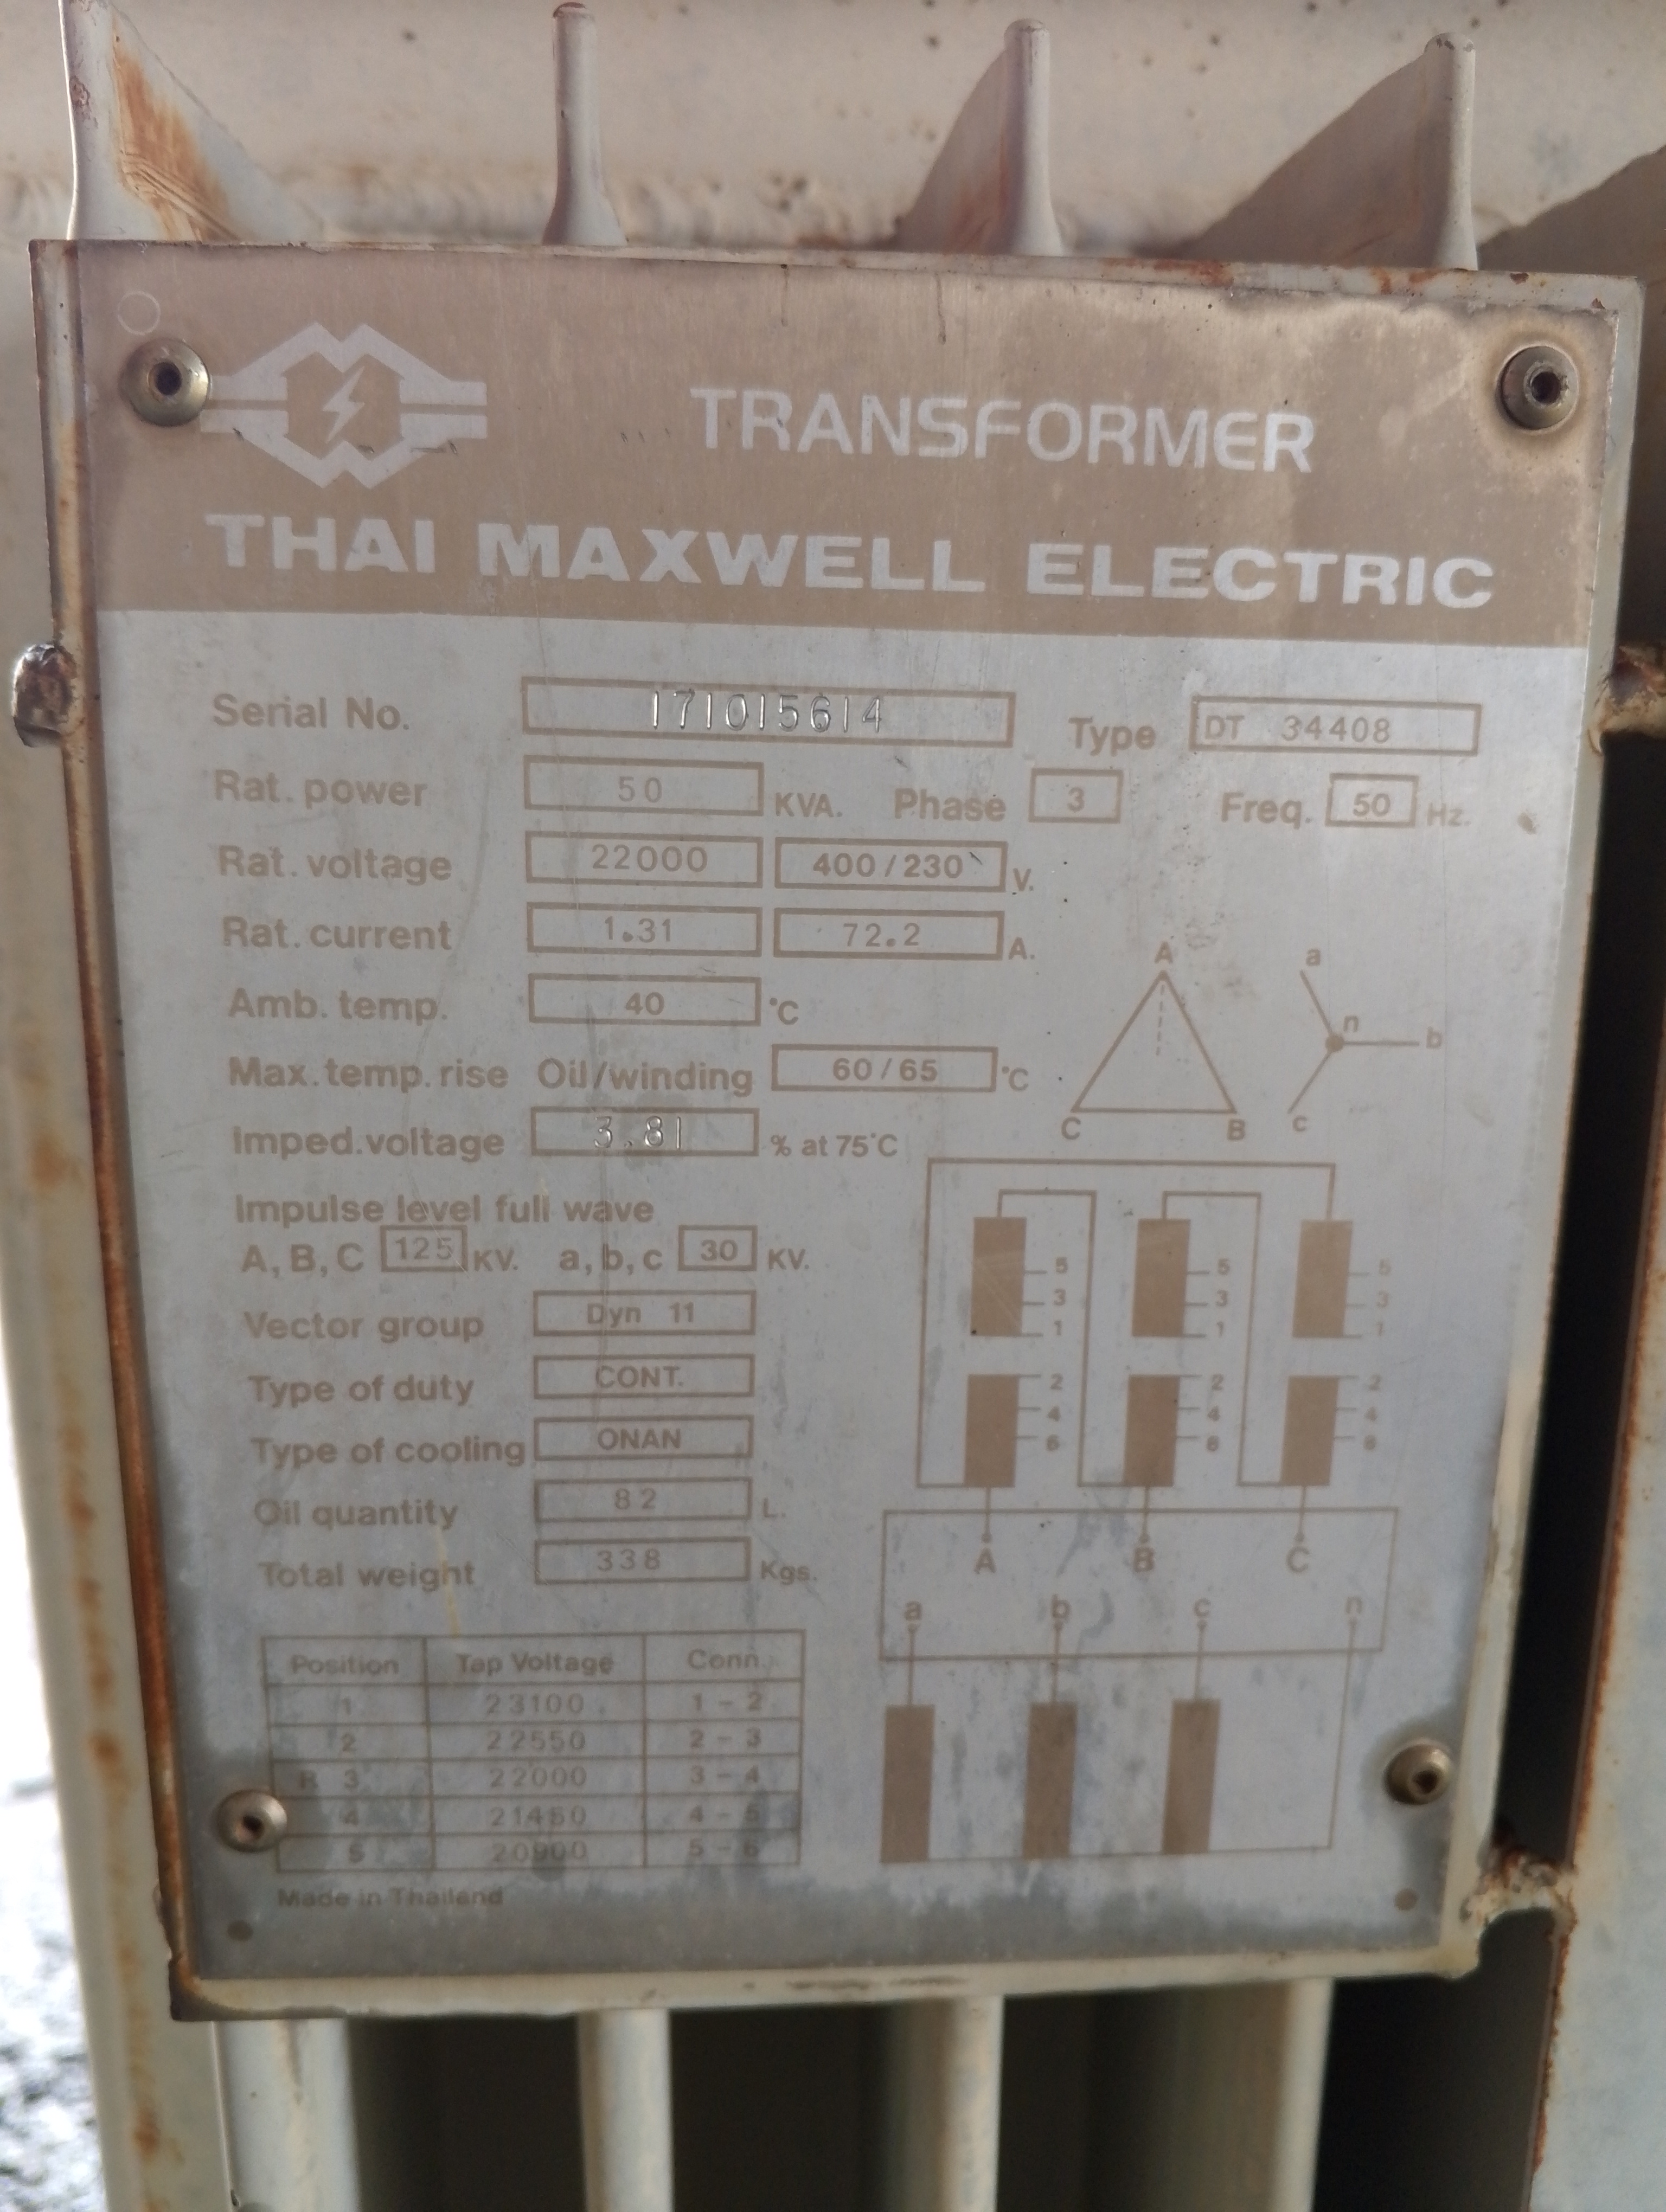 TRANSFORMER
THAI MAXWELL ELECTRIC
Serial No. 171015614 Type DT 34408
Rat. power 50 KVA. Phase 3 Freq. 50 Hz.
Rat. voltage 22000 400/230 V.
Rat. current 1.31 72.2 A.
Amb. temp. 40 °C
Max. temp. rise Oil/winding 60/65 °C
Imped. voltage 3.81 % at 75°C
Impulse level full wave
A, B, C 125 KV. a, b, c 30 KV.
Vector group Dyn 11
Type of duty CONT.
Type of cooling ONAN
Oil quantity 82 L.
Total weight 338 Kgs.
Position Tap Voltage Conn.
1 23100 1 - 2
2 22550 2 - 3
R 3 22000 3 - 4
4 21450 4 - 5
5 20900 5 - 6
Made in Thailand
A
C B
a
n b
c
5 5 5
3 3 3
1 1 1
2 2 2
4 4 4
6 6 6
A B C
a b c n